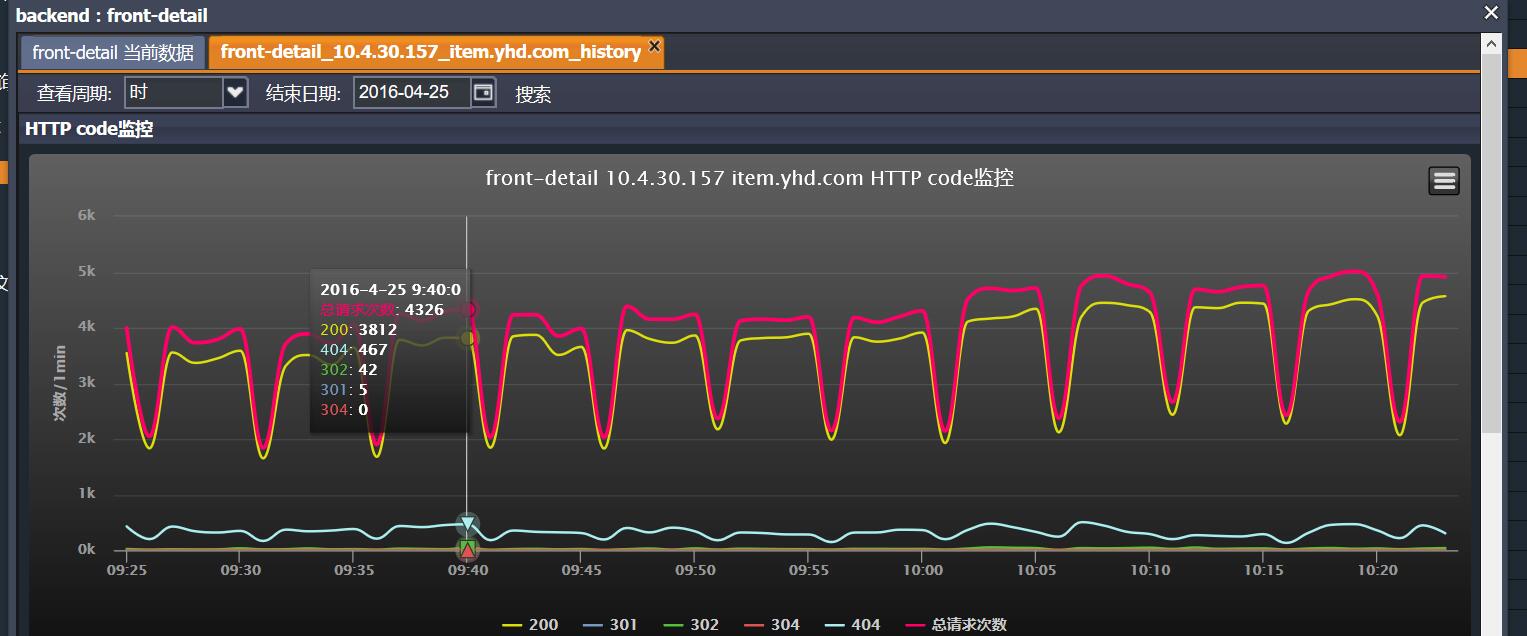 backend : front-detail
front-detail 当前数据
front-detail_10.4.30.157_item.yhd.com_history
查看周期: 时 结束日期: 2016-04-25 搜索
HTTP code监控
front-detail 10.4.30.157 item.yhd.com HTTP code监控
6k
5k
4k
3k
2k
1k
0k
次数/1min
2016-4-25 9:40:0
总请求次数: 4326
200: 3812
404: 467
302: 42
301: 5
304: 0
09:25 09:30 09:35 09:40 09:45 09:50 09:55 10:00 10:05 10:10 10:15 10:20
200 301 302 304 404 总请求次数